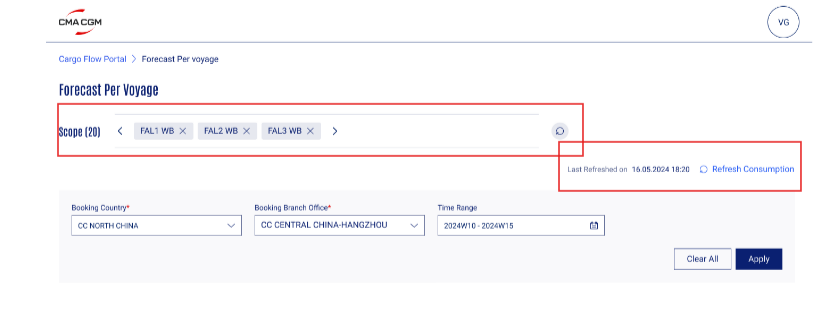 CMA CGM
VG
Cargo Flow Portal > Forecast Per voyage
Forecast Per Voyage
Scope (20) < FAL1 WB × FAL2 WB × FAL3 WB × >
Last Refreshed on 16.05.2024 18:20 Refresh Consumption
Booking Country* Booking Branch Office* Time Range
CC NORTH CHINA CC CENTRAL CHINA-HANGZHOU 2024W10 - 2024W15
Clear All Apply